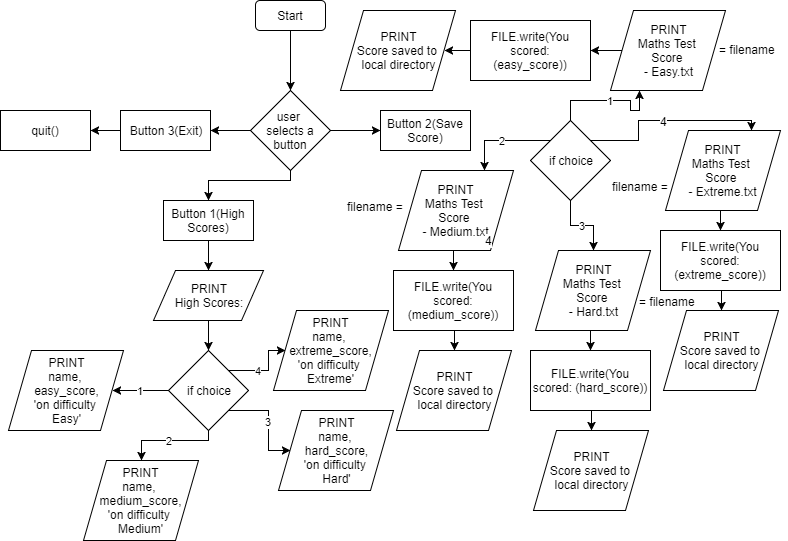 Start
user
selects a
button
Button 3(Exit)
quit()
Button 2(Save
Score)
Button 1(High
Scores)
PRINT
High Scores:
if choice
1
PRINT
name,
easy_score,
'on difficulty
Easy'
2
PRINT
name,
medium_score,
'on difficulty
Medium'
3
PRINT
name,
hard_score,
'on difficulty
Hard'
4
PRINT
name,
extreme_score,
'on difficulty
Extreme'
if choice
1
PRINT
Maths Test
Score
- Easy.txt
= filename
FILE.write(You
scored:
(easy_score))
PRINT
Score saved to
local directory
2
filename =
PRINT
Maths Test
Score
- Medium.txt
4
FILE.write(You
scored:
(medium_score))
PRINT
Score saved to
local directory
3
PRINT
Maths Test
Score
- Hard.txt
= filename
FILE.write(You
scored: (hard_score))
PRINT
Score saved to
local directory
4
filename =
PRINT
Maths Test
Score
- Extreme.txt
FILE.write(You
scored:
(extreme_score))
PRINT
Score saved to
local directory